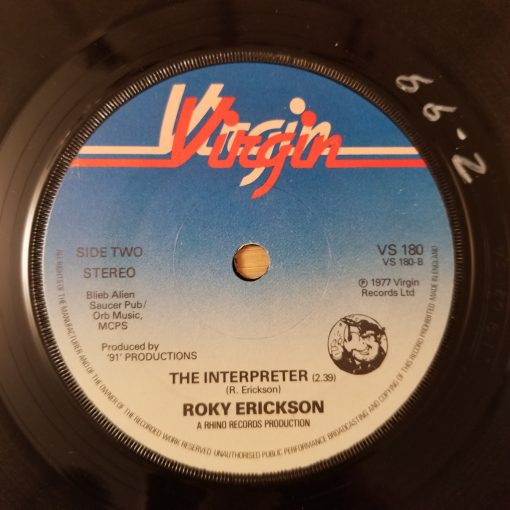 Virgin
SIDE TWO
STEREO
VS 180
VS 180-B
℗ 1977 Virgin
Records Ltd
Blieb Alien
Saucer Pub/
Orb Music,
MCPS
Produced by
'91' PRODUCTIONS
THE INTERPRETER (2.39)
(R. Erickson)
ROKY ERICKSON
A RHINO RECORDS PRODUCTION
ALL RIGHTS OF THE MANUFACTURER AND OF THE OWNER OF THE RECORDED WORK RESERVED UNAUTHORISED PUBLIC PERFORMANCE BROADCASTING AND COPYING OF THIS RECORD PROHIBITED MADE IN ENGLAND
66-2